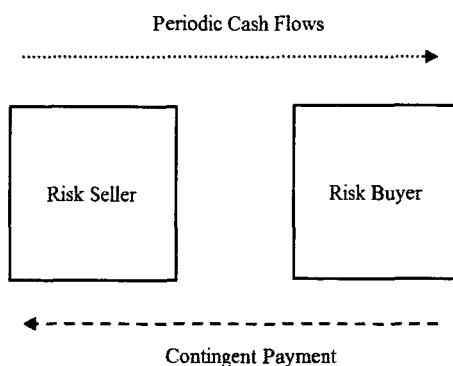 Periodic Cash Flows
Risk Seller
Risk Buyer
Contingent Payment